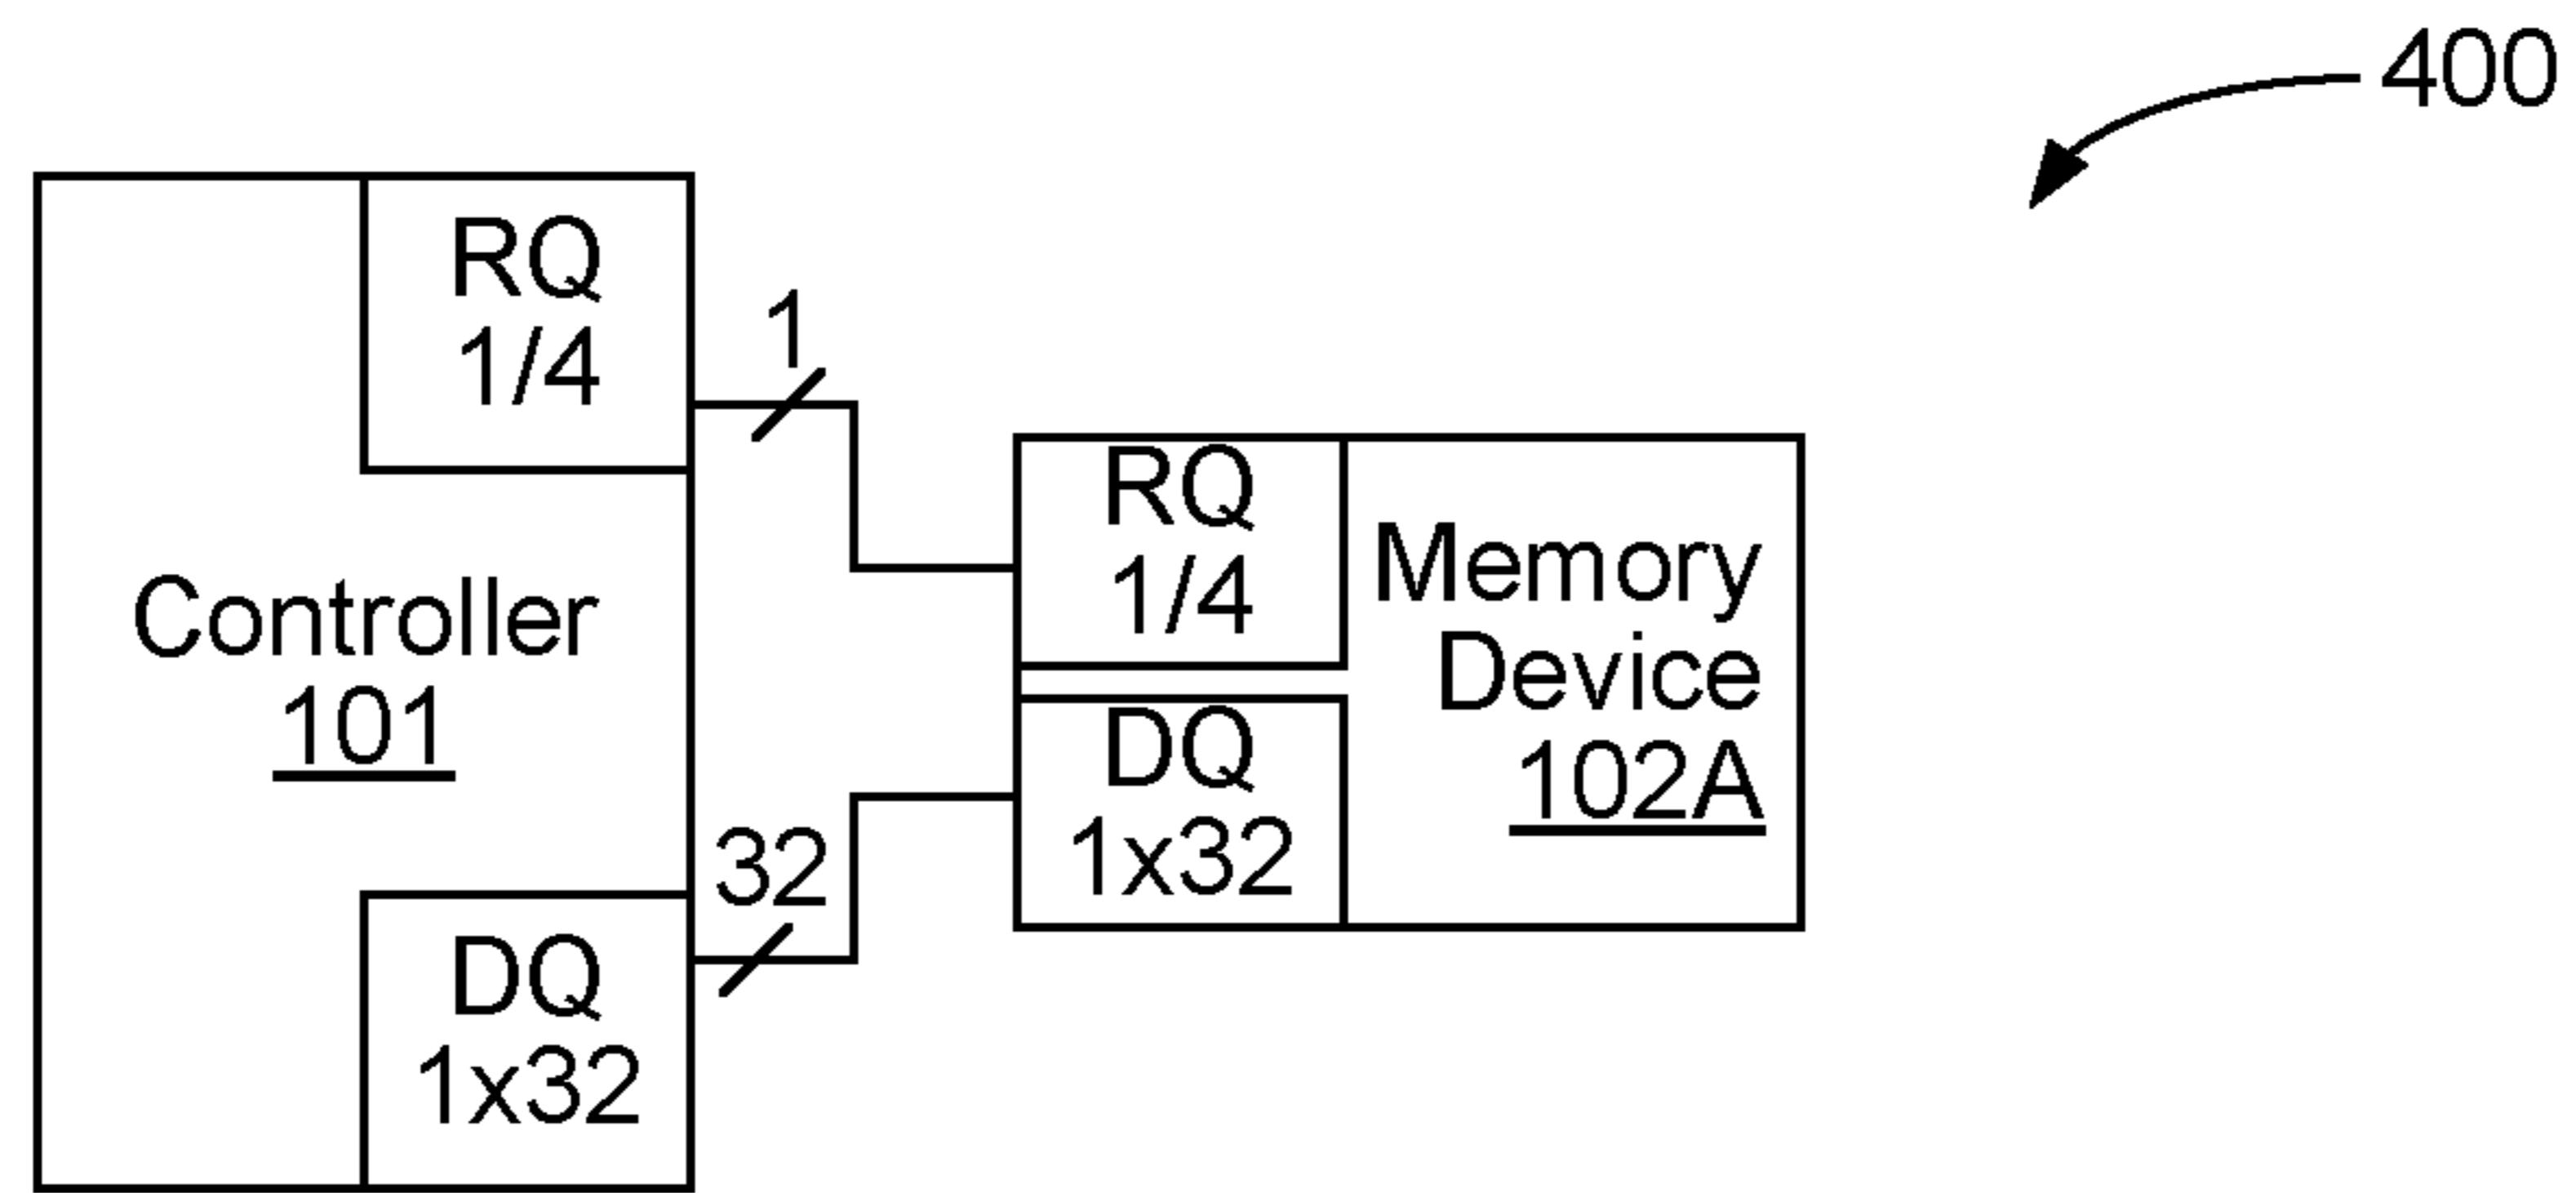 400
RQ
1/4
1
Controller
101
32
DQ
1x32
RQ
1/4
DQ
1x32
Memory
Device
102A